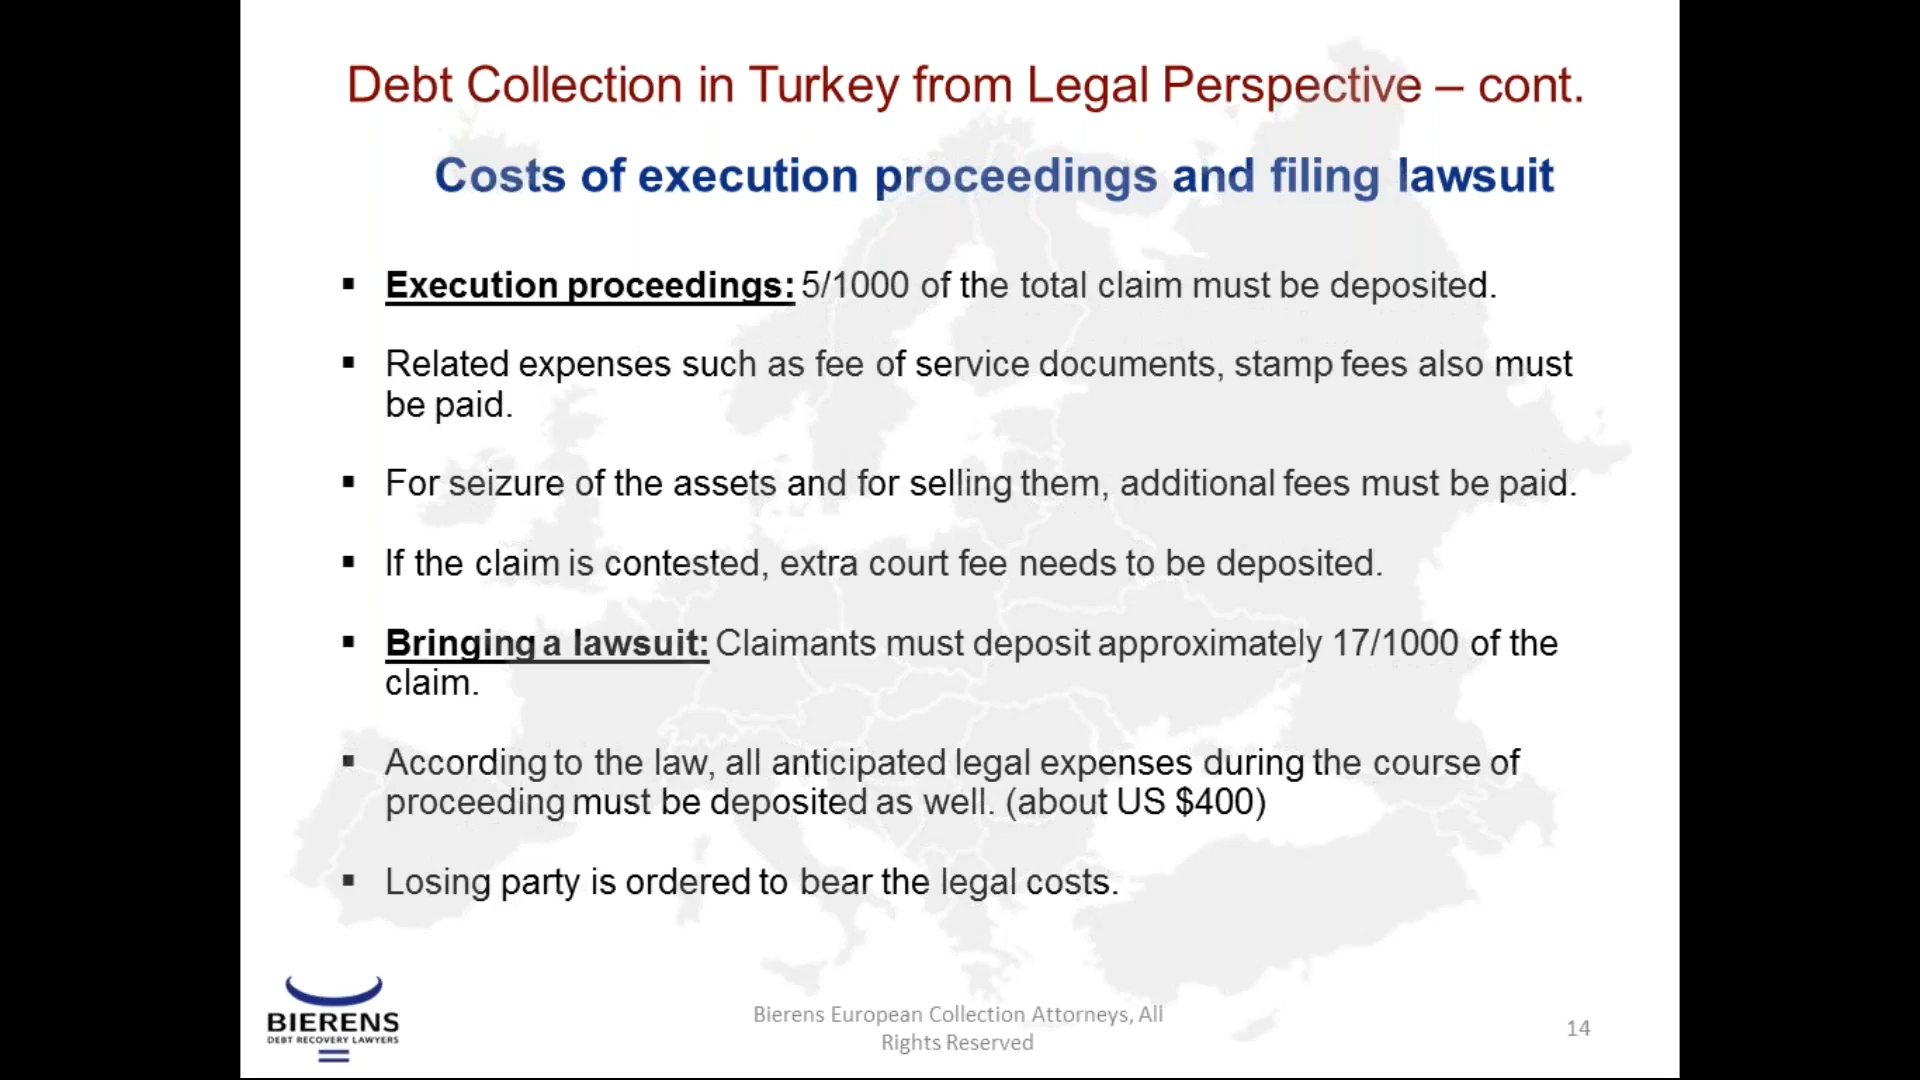 Debt Collection in Turkey from Legal Perspective – cont.
Costs of execution proceedings and filing lawsuit
▪ Execution proceedings: 5/1000 of the total claim must be deposited.
▪ Related expenses such as fee of service documents, stamp fees also must
be paid.
▪ For seizure of the assets and for selling them, additional fees must be paid.
▪ If the claim is contested, extra court fee needs to be deposited.
▪ Bringing a lawsuit: Claimants must deposit approximately 17/1000 of the
claim.
▪ According to the law, all anticipated legal expenses during the course of
proceeding must be deposited as well. (about US $400)
▪ Losing party is ordered to bear the legal costs.
BIERENS
DEBT RECOVERY LAWYERS
Bierens European Collection Attorneys, All
Rights Reserved
14